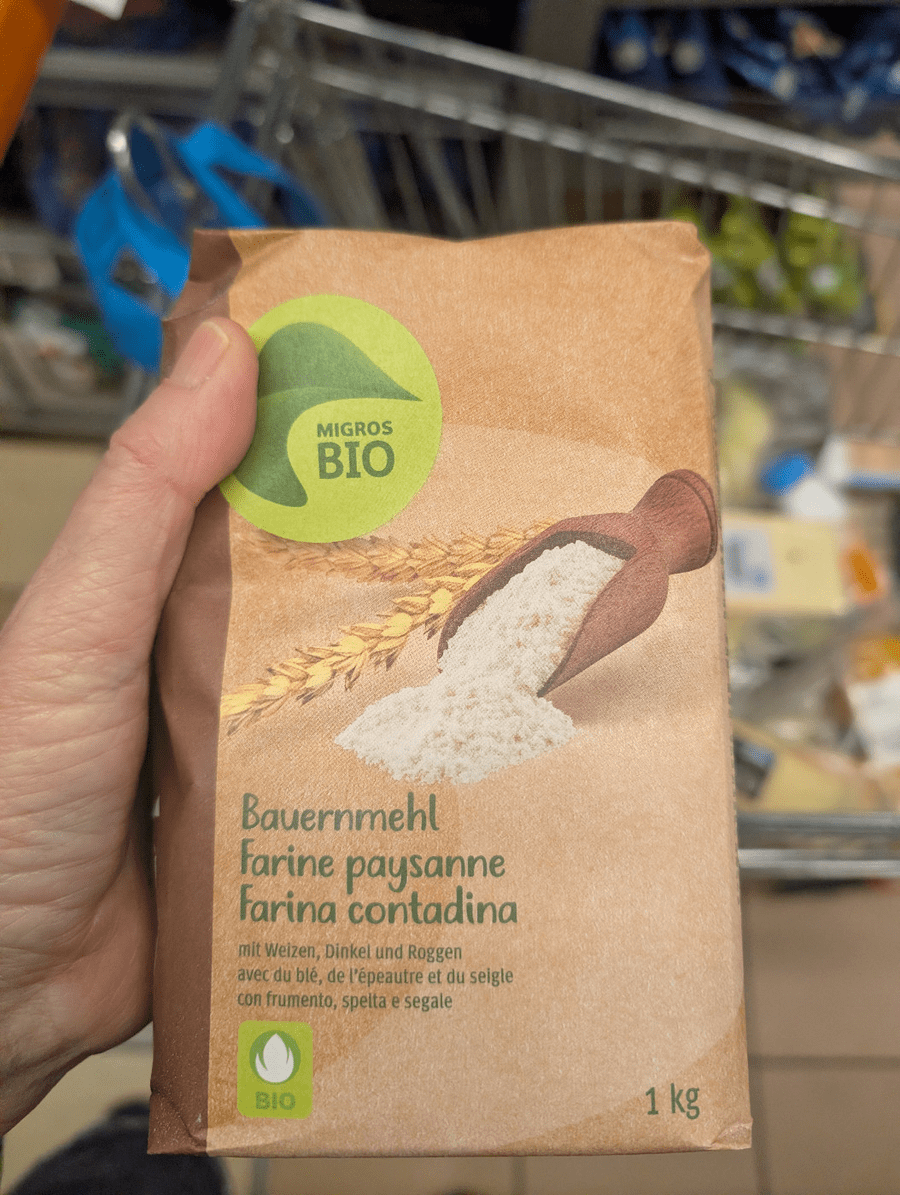 MIGROS
BIO
Bauernmehl
Farine paysanne
Farina contadina
mit Weizen, Dinkel und Roggen
avec du blé, de l'épeautre et du seigle
con frumento, spelta e segale
BIO
1 kg